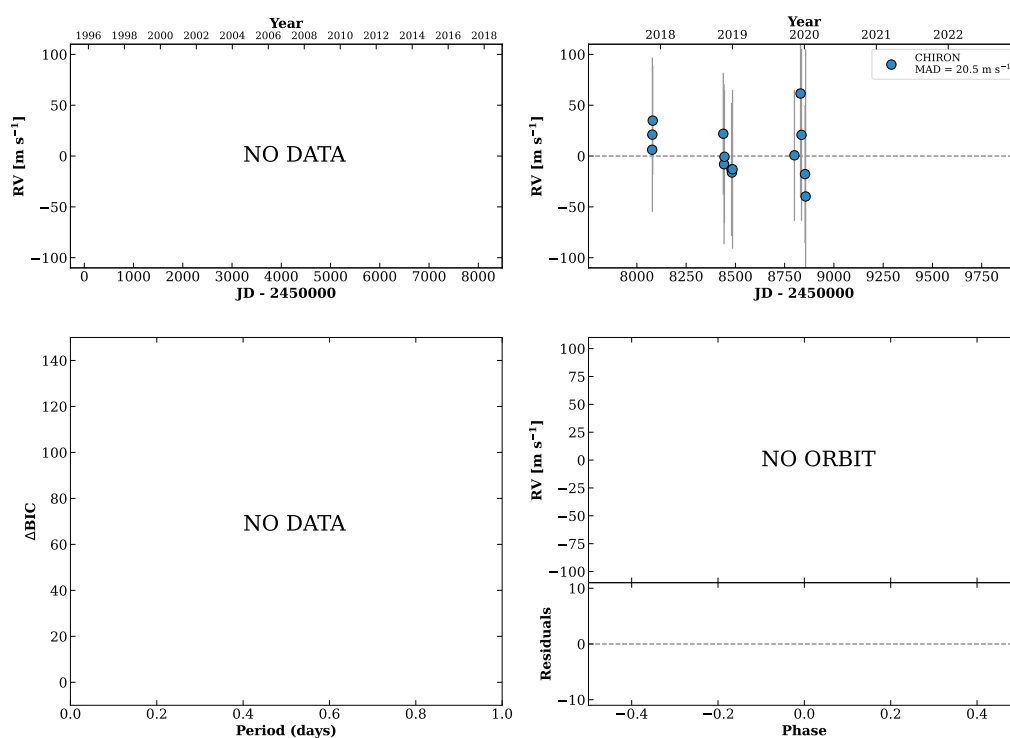 Year
1996 1998 2000 2002 2004 2006 2008 2010 2012 2014 2016 2018
100
50
0
−50
−100
RV [m s⁻¹]
NO DATA
0 1000 2000 3000 4000 5000 6000 7000 8000
JD - 2450000
Year
2018 2019 2020 2021 2022
100
50
0
−50
−100
RV [m s⁻¹]
CHIRON
MAD = 20.5 m s⁻¹
8000 8250 8500 8750 9000 9250 9500 9750
JD - 2450000
140
120
100
80
60
40
20
0
ΔBIC
NO DATA
0.0 0.2 0.4 0.6 0.8 1.0
Period (days)
100
75
50
25
0
−25
−50
−75
−100
RV [m s⁻¹]
NO ORBIT
10
0
−10
Residuals
−0.4 −0.2 0.0 0.2 0.4
Phase